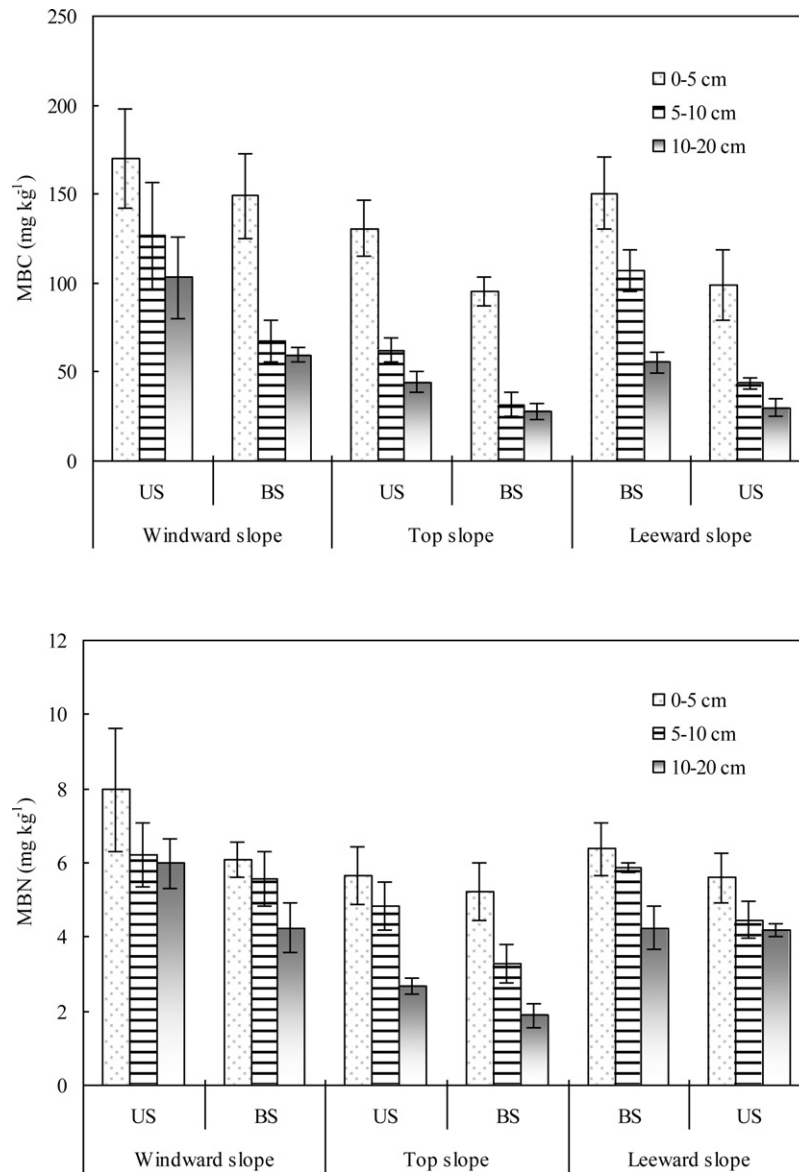 250
200
150
100
50
0
MBC (mg kg-1)
0-5 cm
5-10 cm
10-20 cm
US BS US BS BS US
Windward slope Top slope Leeward slope
12
10
8
6
4
2
0
MBN (mg kg-1)
0-5 cm
5-10 cm
10-20 cm
US BS US BS BS US
Windward slope Top slope Leeward slope